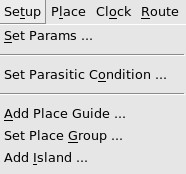 Setup Place Clock Route
Set Params ...
Set Parasitic Condition ...
Add Place Guide ...
Set Place Group ...
Add Island ...